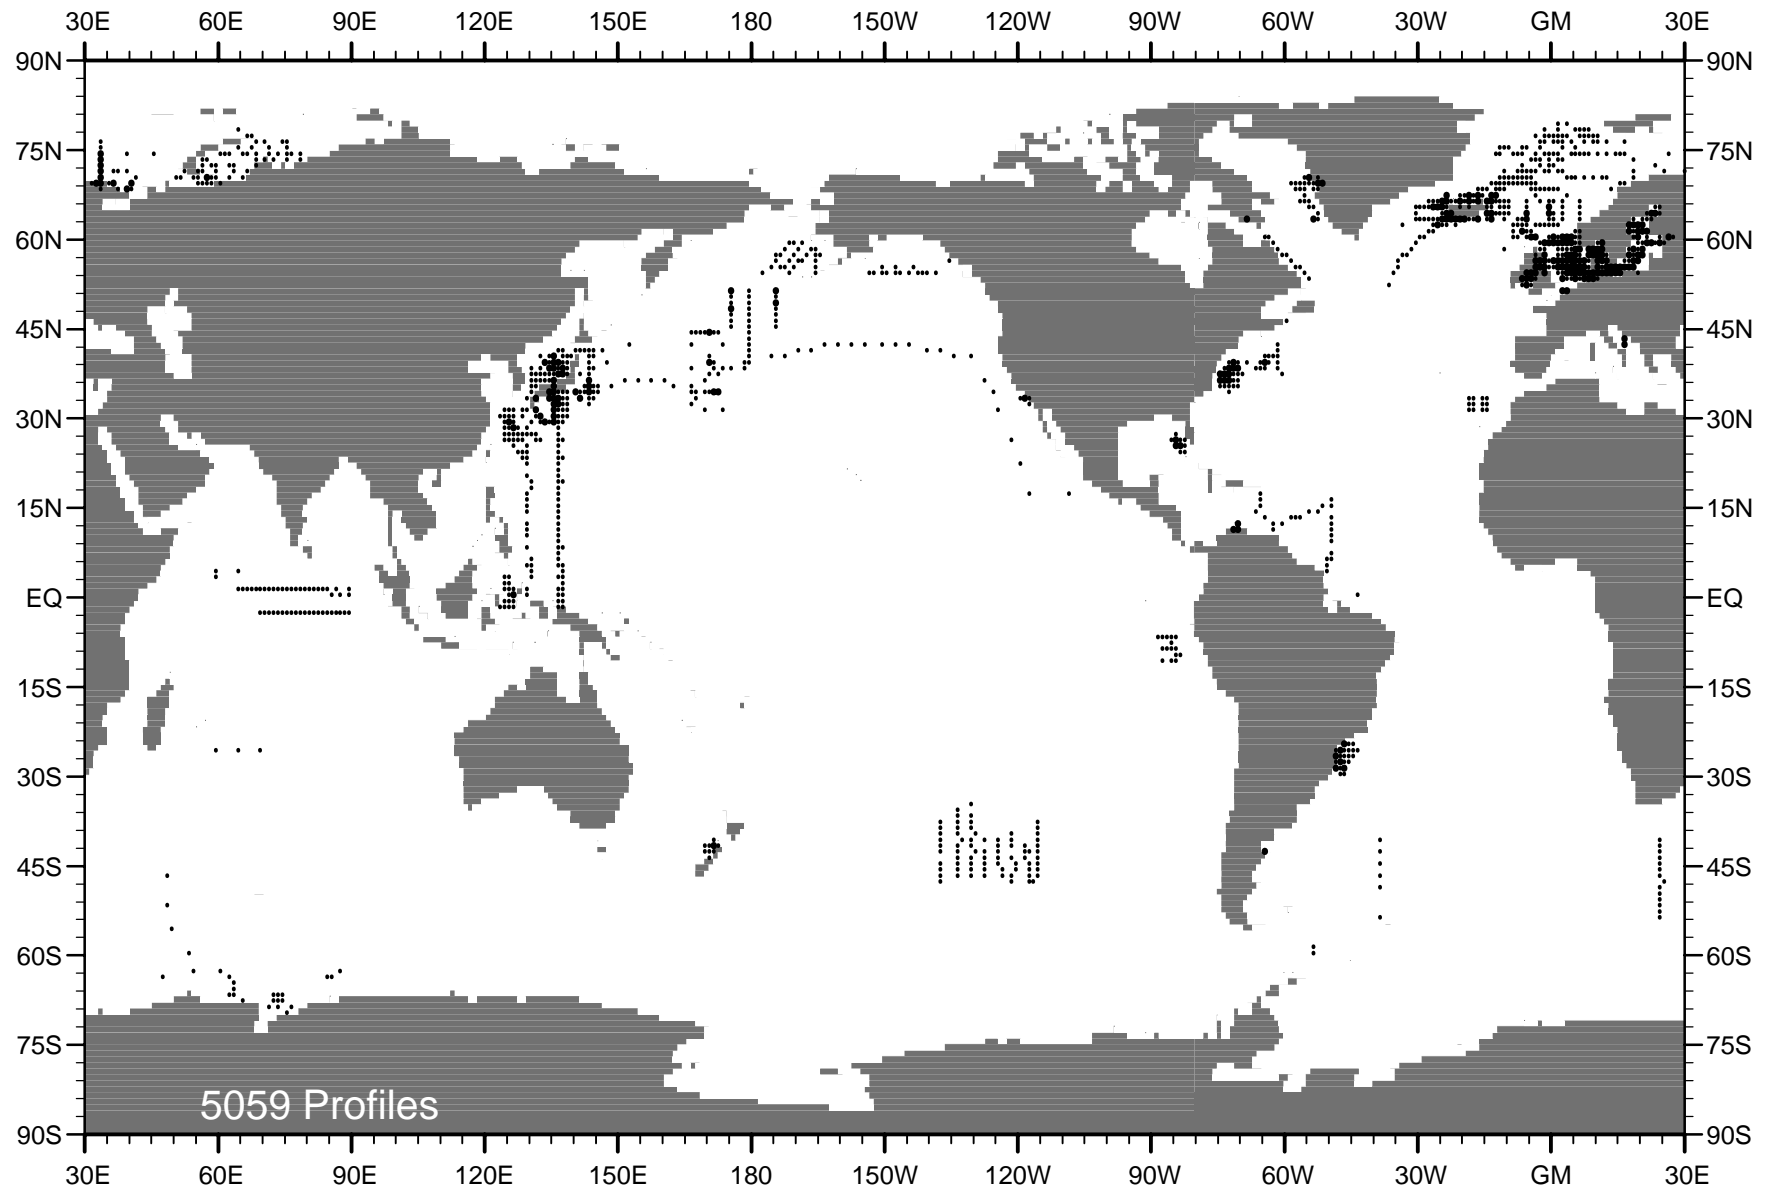 30E 60E 90E 120E 150E 180 150W 120W 90W 60W 30W GM 30E
90N 90N
75N 75N
60N 60N
45N 45N
30N 30N
15N 15N
EQ EQ
15S 15S
30S 30S
45S 45S
60S 60S
75S 75S
5059 Profiles
90S 90S
30E 60E 90E 120E 150E 180 150W 120W 90W 60W 30W GM 30E